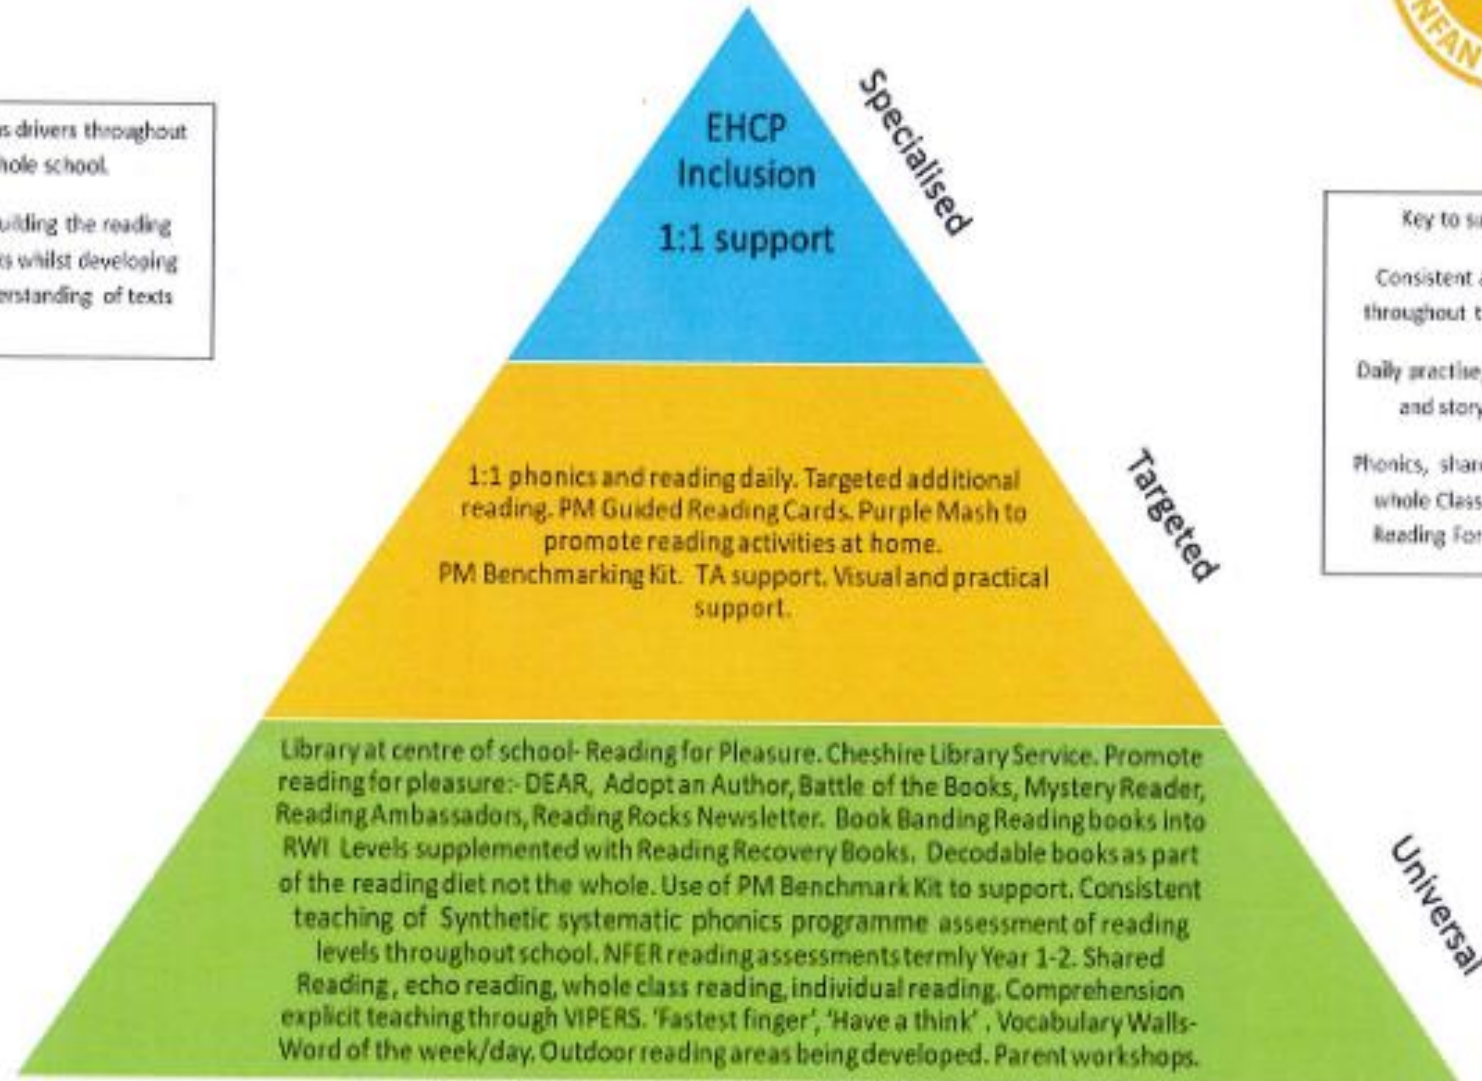 NFAN
s drivers throughout
hole school.
uilding the reading
s whilst developing
erstanding of texts
EHCP
Inclusion
1:1 support
Specialised
Key to su
Consistent
throughout t
Daily practise,
and story
Phonics, shar
whole Class
Reading For
1:1 phonics and reading daily. Targeted additional
reading. PM Guided Reading Cards. Purple Mash to
promote reading activities at home.
PM Benchmarking Kit. TA support. Visual and practical
support.
Targeted
Library at centre of school- Reading for Pleasure. Cheshire Library Service. Promote
reading for pleasure:- DEAR, Adopt an Author, Battle of the Books, Mystery Reader,
Reading Ambassadors, Reading Rocks Newsletter. Book Banding Reading books into
RWI Levels supplemented with Reading Recovery Books. Decodable books as part
of the reading diet not the whole. Use of PM Benchmark Kit to support. Consistent
teaching of Synthetic systematic phonics programme assessment of reading
levels throughout school. NFER reading assessments termly Year 1-2. Shared
Reading, echo reading, whole class reading, individual reading. Comprehension
explicit teaching through VIPERS. 'Fastest finger', 'Have a think' . Vocabulary Walls-
Word of the week/day. Outdoor reading areas being developed. Parent workshops.
Universal